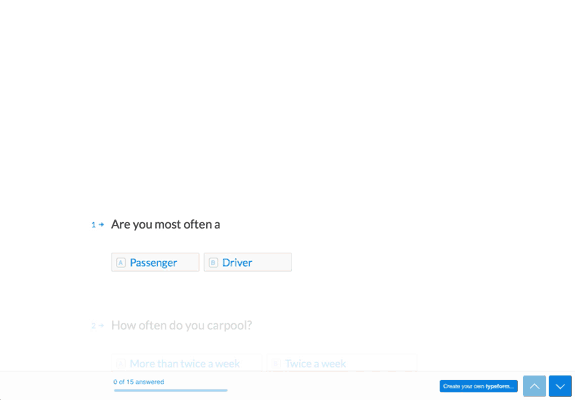 1 → Are you most often a
A Passenger B Driver
2 → How often do you carpool?
More than twice a week Twice a week
0 of 15 answered
Create your own typeform...